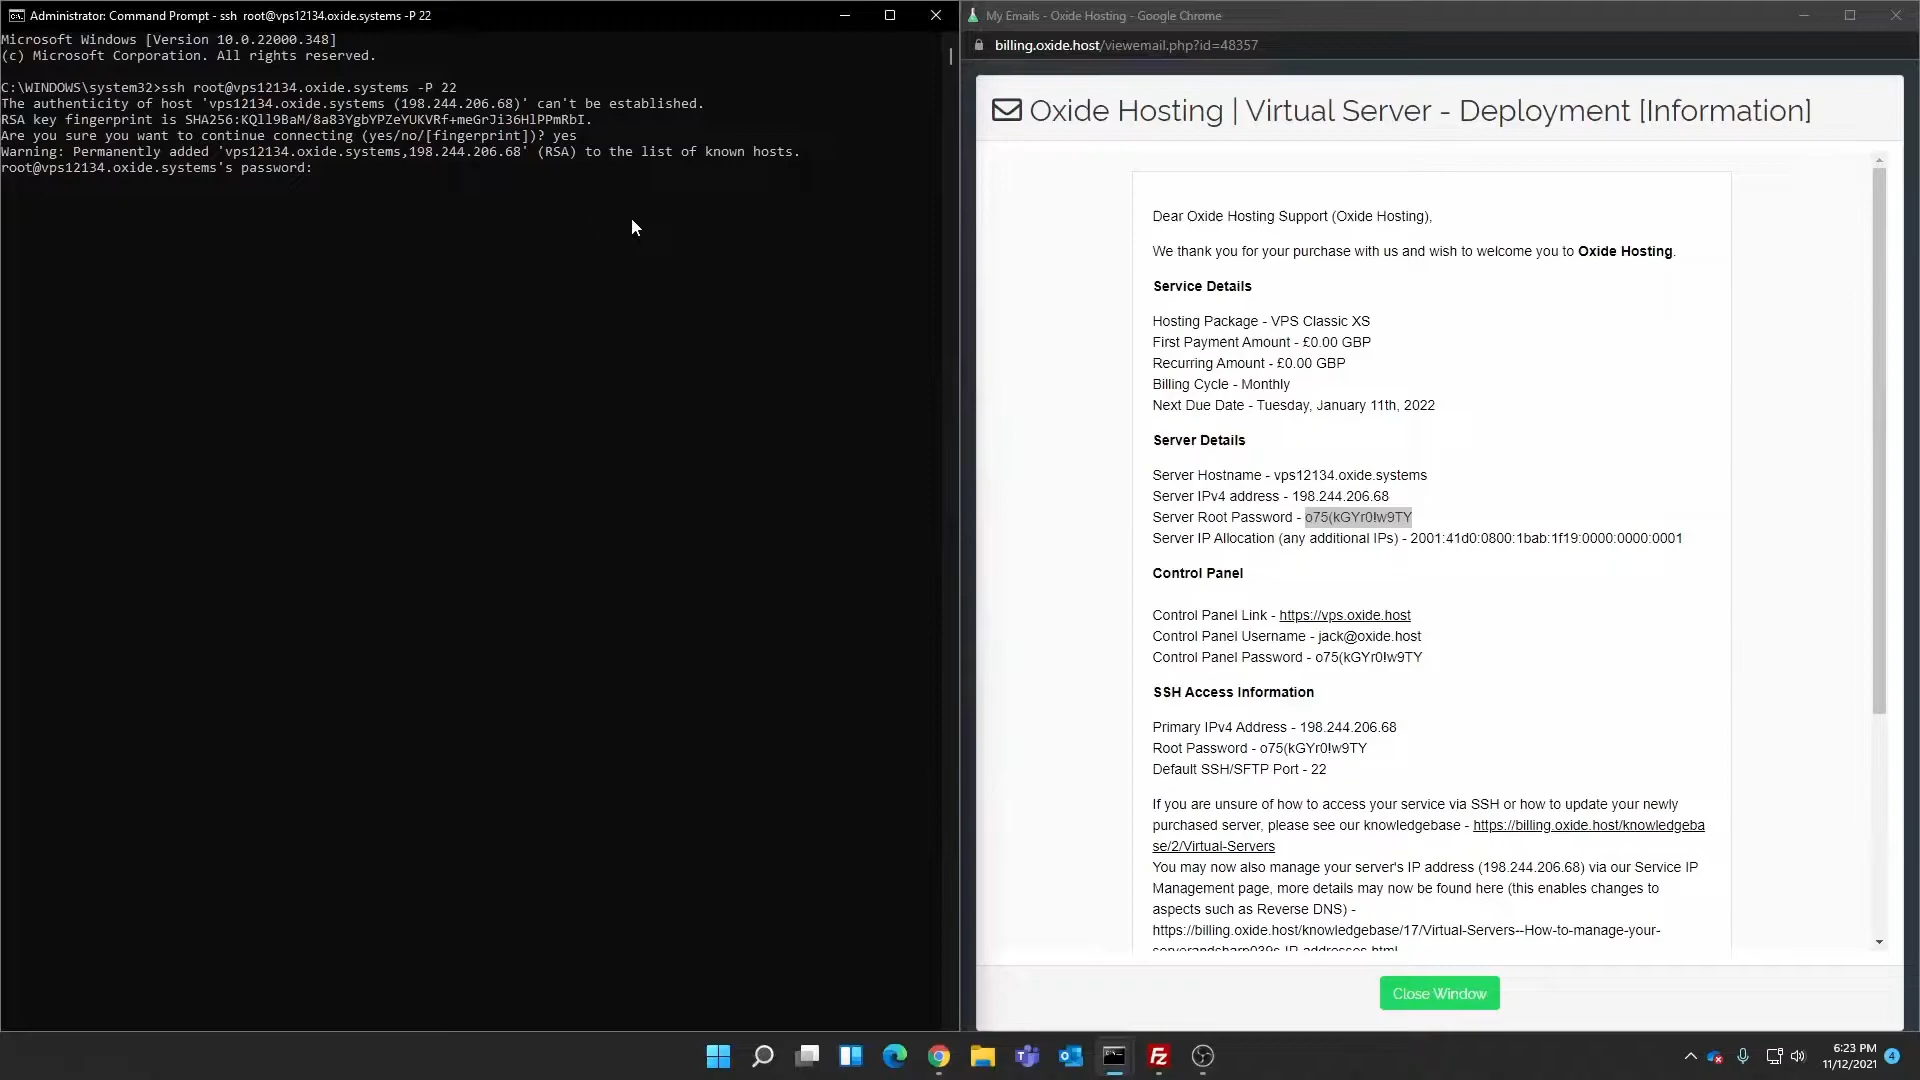 Administrator: Command Prompt - ssh  root@vps12134.oxide.systems -P 22
Microsoft Windows [Version 10.0.22000.348]
(c) Microsoft Corporation. All rights reserved.
C:\WINDOWS\system32>ssh root@vps12134.oxide.systems -P 22
The authenticity of host 'vps12134.oxide.systems (198.244.206.68)' can't be established.
RSA key fingerprint is SHA256:KQll9BaM/8a83YgbYPZeYUKVRf+meGrJi36HlPPmRbI.
Are you sure you want to continue connecting (yes/no/[fingerprint])? yes
Warning: Permanently added 'vps12134.oxide.systems,198.244.206.68' (RSA) to the list of known hosts.
root@vps12134.oxide.systems's password:
My Emails - Oxide Hosting - Google Chrome
billing.oxide.host/viewemail.php?id=48357
Oxide Hosting | Virtual Server - Deployment [Information]
Dear Oxide Hosting Support (Oxide Hosting),
We thank you for your purchase with us and wish to welcome you to Oxide Hosting.
Service Details
Hosting Package - VPS Classic XS
First Payment Amount - £0.00 GBP
Recurring Amount - £0.00 GBP
Billing Cycle - Monthly
Next Due Date - Tuesday, January 11th, 2022
Server Details
Server Hostname - vps12134.oxide.systems
Server IPv4 address - 198.244.206.68
Server Root Password - o75(kGYr0!w9TY
Server IP Allocation (any additional IPs) - 2001:41d0:0800:1bab:1f19:0000:0000:0001
Control Panel
Control Panel Link - https://vps.oxide.host
Control Panel Username - jack@oxide.host
Control Panel Password - o75(kGYr0!w9TY
SSH Access Information
Primary IPv4 Address - 198.244.206.68
Root Password - o75(kGYr0!w9TY
Default SSH/SFTP Port - 22
If you are unsure of how to access your service via SSH or how to update your newly
purchased server, please see our knowledgebase - https://billing.oxide.host/knowledgeba
se/2/Virtual-Servers
You may now also manage your server's IP address (198.244.206.68) via our Service IP
Management page, more details may now be found here (this enables changes to
aspects such as Reverse DNS) -
https://billing.oxide.host/knowledgebase/17/Virtual-Servers--How-to-manage-your-
serverandsharp039s-IP-addresses.html
Close Window
6:23 PM
11/12/2021
4